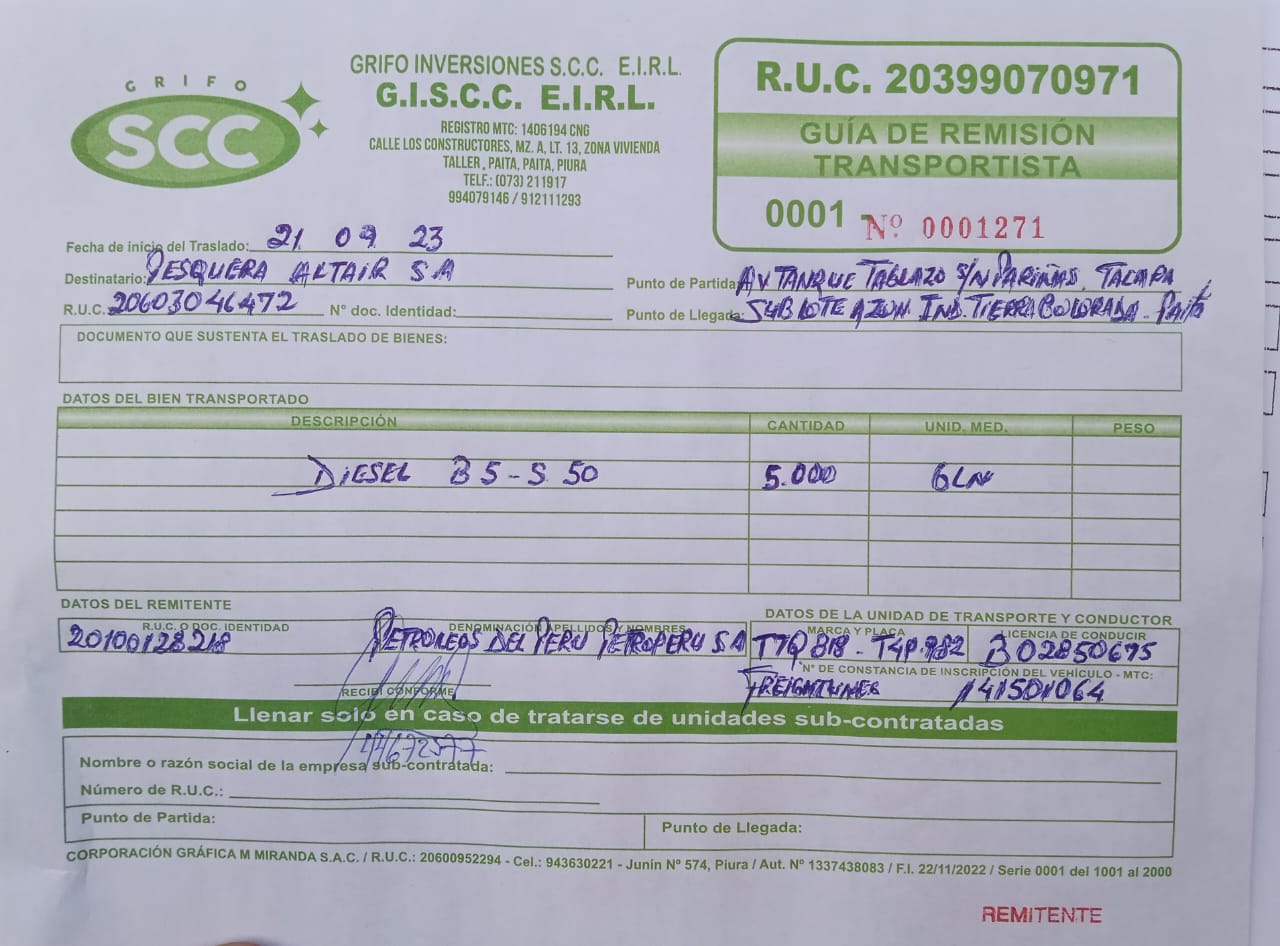 GRIFO
SCC
GRIFO INVERSIONES S.C.C. E.I.R.L.
G.I.S.C.C. E.I.R.L.
REGISTRO MTC: 1406194 CNG
CALLE LOS CONSTRUCTORES, MZ. A, LT. 13, ZONA VIVIENDA
TALLER, PAITA, PAITA, PIURA
TELF.: (073) 211917
994079146 / 912111293
R.U.C. 20399070971
GUÍA DE REMISIÓN
TRANSPORTISTA
0001 - Nº 0001271
Fecha de inicio del Traslado: 21 09 23
Destinatario: PESQUERA ALTAIR SA
R.U.C. 20603046472 N° doc. Identidad:
Punto de Partida: AV TANQUE TABLAZO S/N PARIÑAS. TALARA
Punto de Llegada: SUB LOTE A ZON. IND. TIERRA COLORADA - Paita
DOCUMENTO QUE SUSTENTA EL TRASLADO DE BIENES:
DATOS DEL BIEN TRANSPORTADO
DESCRIPCIÓN CANTIDAD UNID. MED. PESO
DIESEL B5-S 50 5.000 GLN
DATOS DEL REMITENTE
R.U.C. O DOC. IDENTIDAD DENOMINACIÓN APELLIDOS Y NOMBRES
20100128218 PETROLEOS DEL PERU PETROPERU SA
RECIBI CONFORME
DATOS DE LA UNIDAD DE TRANSPORTE Y CONDUCTOR
MARCA Y PLACA LICENCIA DE CONDUCIR
T7Q 818 - T4P.982 B02850675
N° DE CONSTANCIA DE INSCRIPCIÓN DEL VEHÍCULO - MTC:
141501064
Llenar solo en caso de tratarse de unidades sub-contratadas
Nombre o razón social de la empresa sub-contratada:
Número de R.U.C.:
Punto de Partida: Punto de Llegada:
CORPORACIÓN GRÁFICA M MIRANDA S.A.C. / R.U.C.: 20600952294 - Cel.: 943630221 - Junín Nº 574, Piura / Aut. Nº 1337438083 / F.I. 22/11/2022 / Serie 0001 del 1001 al 2000
REMITENTE